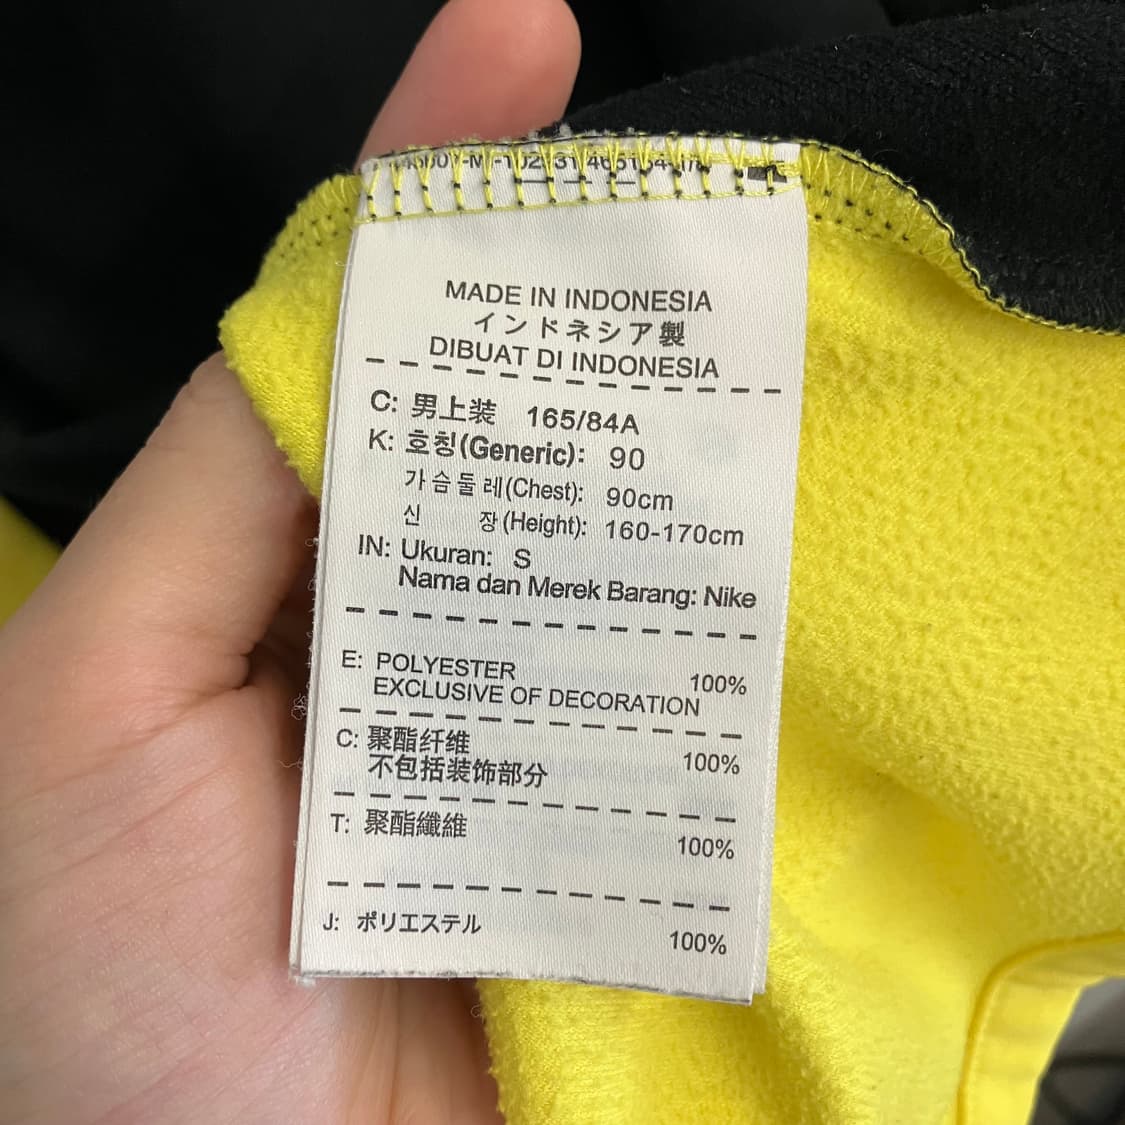 MADE IN INDONESIA
インドネシア製
DIBUAT DI INDONESIA
C: 男上装 165/84A
K: 호칭(Generic): 90
가슴둘레(Chest): 90cm
신 장(Height): 160-170cm
IN: Ukuran: S
Nama dan Merek Barang: Nike
E: POLYESTER 100%
EXCLUSIVE OF DECORATION
C: 聚酯纤维 100%
不包括装饰部分
T: 聚酯纖維 100%
J: ポリエステル 100%